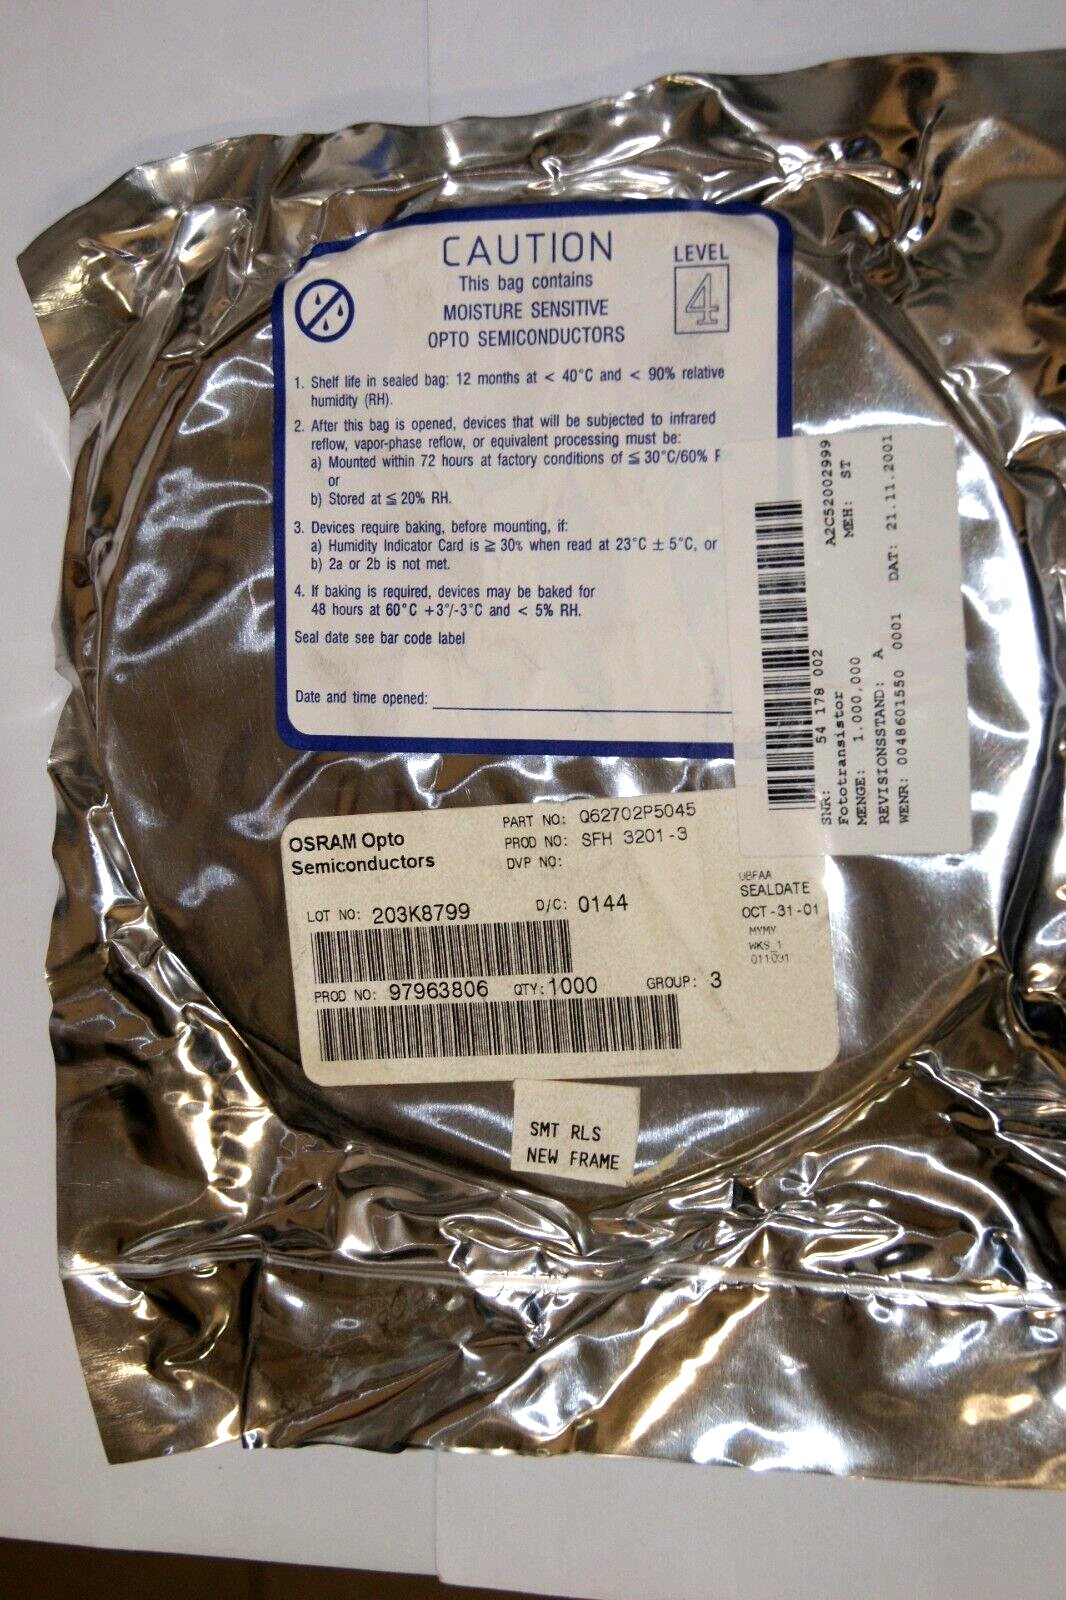 CAUTION
This bag contains
MOISTURE SENSITIVE
OPTO SEMICONDUCTORS
LEVEL
4
1. Shelf life in sealed bag: 12 months at < 40°C and < 90% relative
humidity (RH).
2. After this bag is opened, devices that will be subjected to infrared
reflow, vapor-phase reflow, or equivalent processing must be:
a) Mounted within 72 hours at factory conditions of ≦ 30°C/60%
or
b) Stored at ≦ 20% RH.
3. Devices require baking, before mounting, if:
a) Humidity Indicator Card is ≧ 30% when read at 23°C ± 5°C, or
b) 2a or 2b is not met.
4. If baking is required, devices may be baked for
48 hours at 60°C +3°/-3°C and < 5% RH.
Seal date see bar code label
Date and time opened:
SNR: 54 178 002 A2C52002999
Fototransistor
MENGE: 1.000,000 MEH: ST
REVISIONSSTAND: A
WENR: 0048601550 0001 DAT: 21.11.2001
OSRAM Opto
Semiconductors
PART NO: Q62702P5045
PROD NO: SFH 3201-3
DVP NO:
LOT NO: 203K8799 D/C: 0144
UBFAA
SEALDATE
OCT-31-01
MYMY
WKS_1
011031
PROD NO: 97963806 QTY: 1000 GROUP: 3
SMT RLS
NEW FRAME